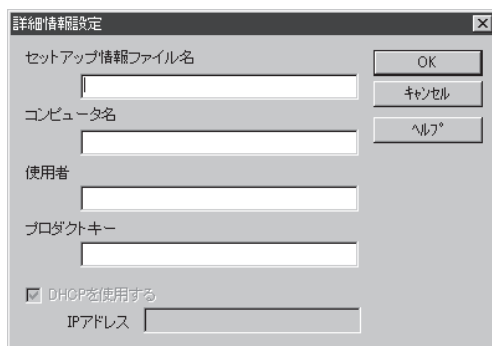 詳細情報設定
セットアップ情報ファイル名
OK
キャンセル
ヘルプ
コンピュータ名
使用者
プロダクトキー
DHCPを使用する
IPアドレス